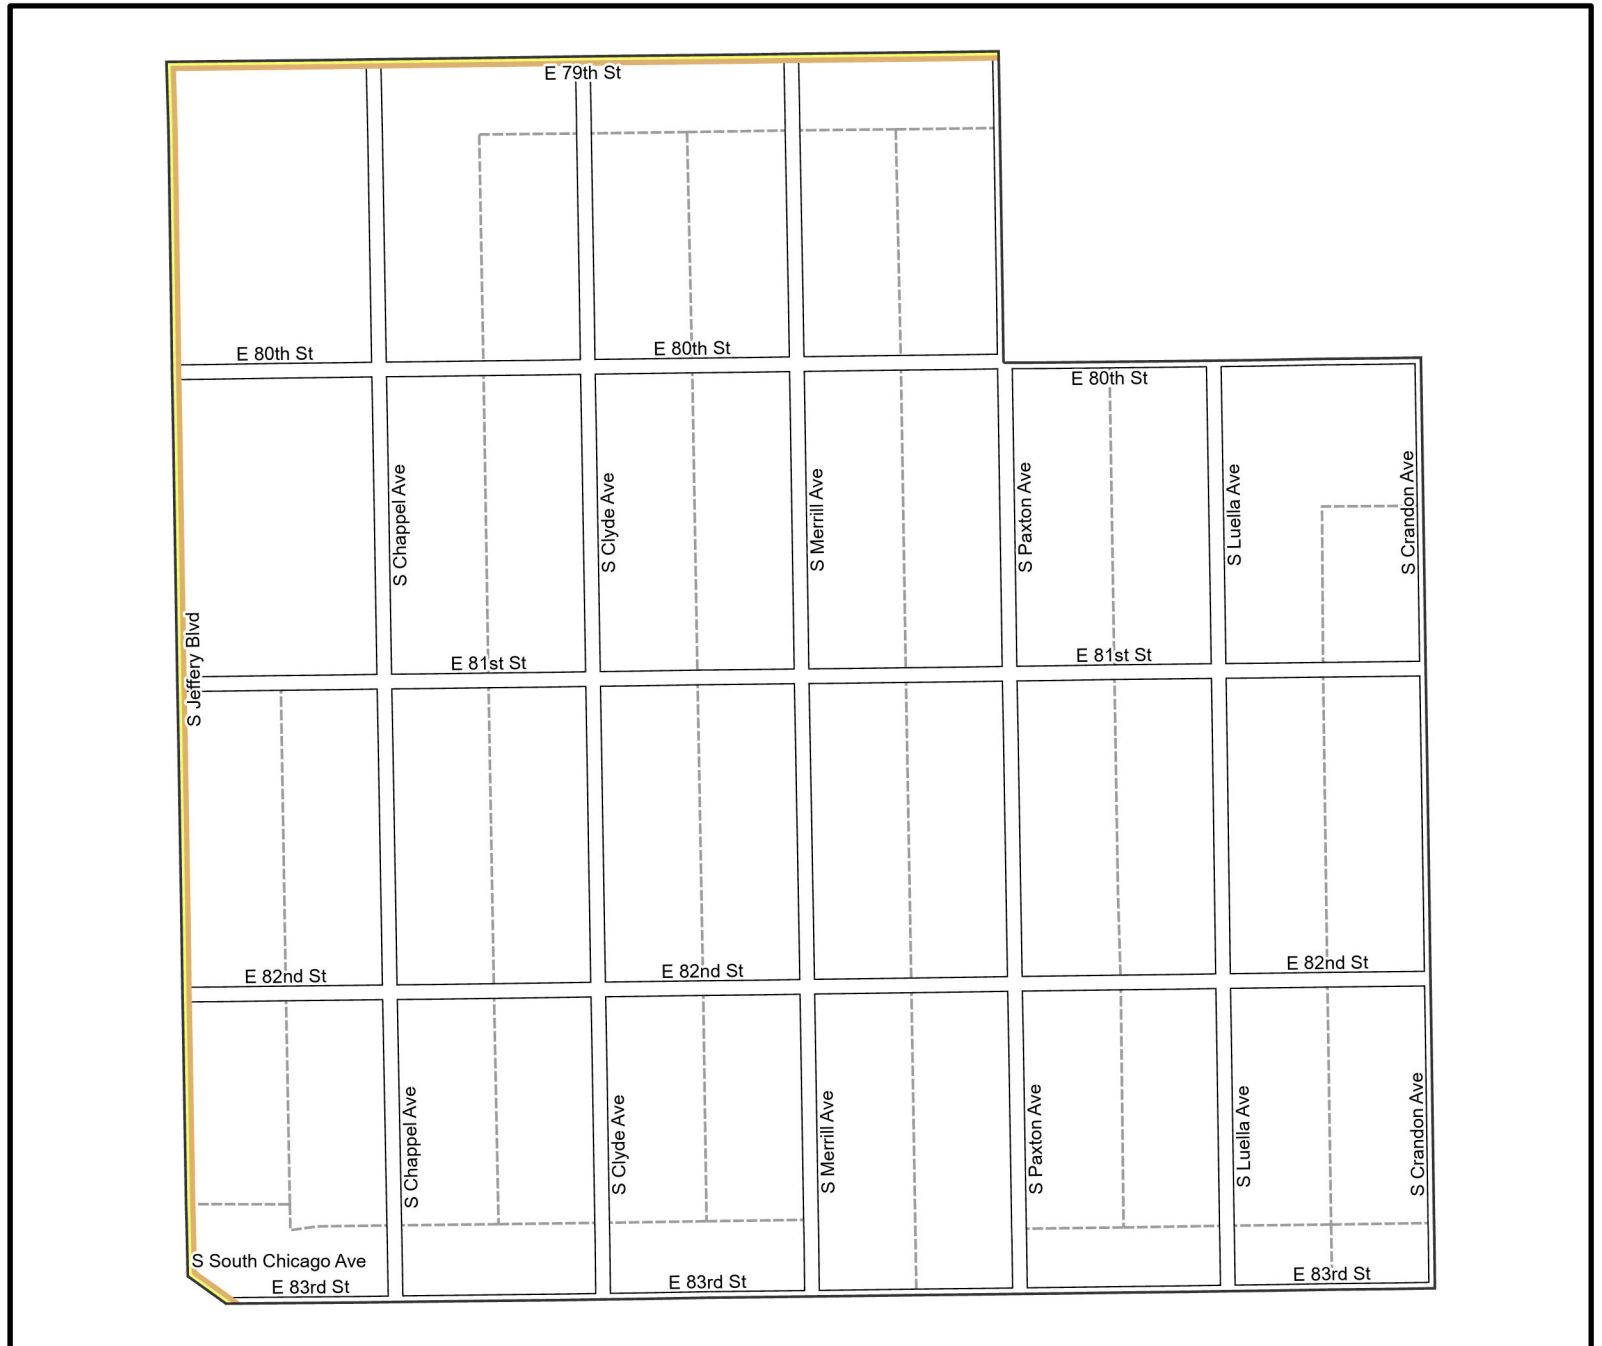 E 79th St
E 80th St
E 80th St
E 80th St
S Chappel Ave
S Clyde Ave
S Merrill Ave
S Paxton Ave
S Luella Ave
S Crandon Ave
S Jeffery Blvd
E 81st St
E 81st St
E 82nd St
E 82nd St
E 82nd St
S Chappel Ave
S Clyde Ave
S Merrill Ave
S Paxton Ave
S Luella Ave
S Crandon Ave
S South Chicago Ave
E 83rd St
E 83rd St
E 83rd St